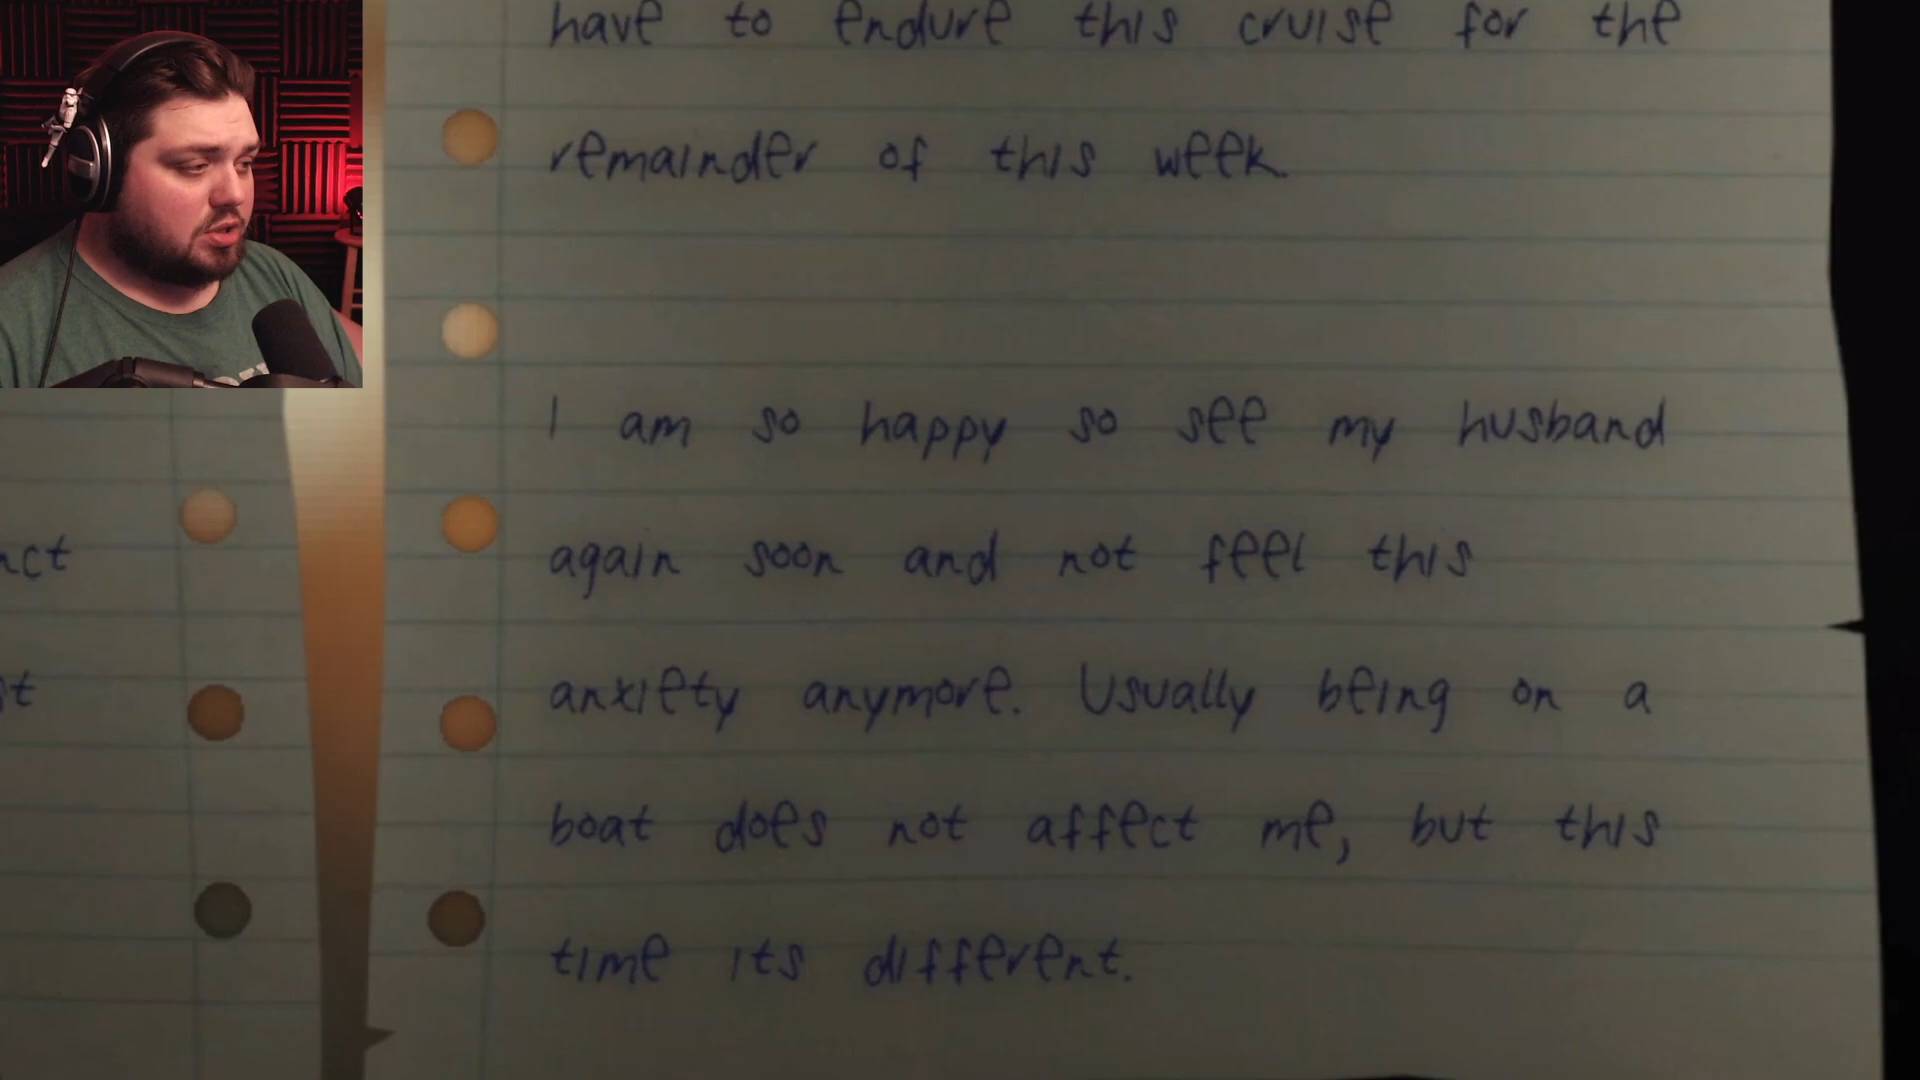 have to endure this cruise for the
remainder of this week.
I am so happy so see my husband
again soon and not feel this
anxiety anymore. Usually being on a
boat does not affect me, but this
time its different.